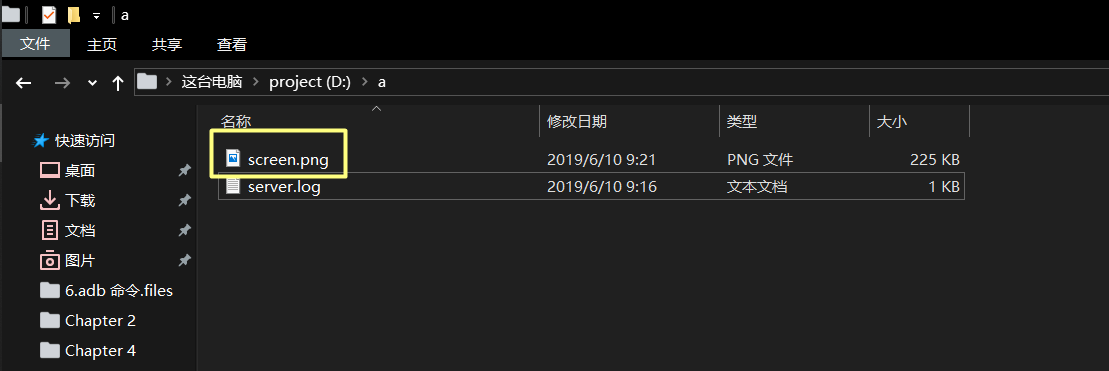 a
文件 主页 共享 查看
这台电脑 project (D:) a
名称 修改日期 类型 大小
快速访问
screen.png 2019/6/10 9:21 PNG 文件 225 KB
桌面
server.log 2019/6/10 9:16 文本文档 1 KB
下载
文档
图片
6.adb 命令.files
Chapter 2
Chapter 4